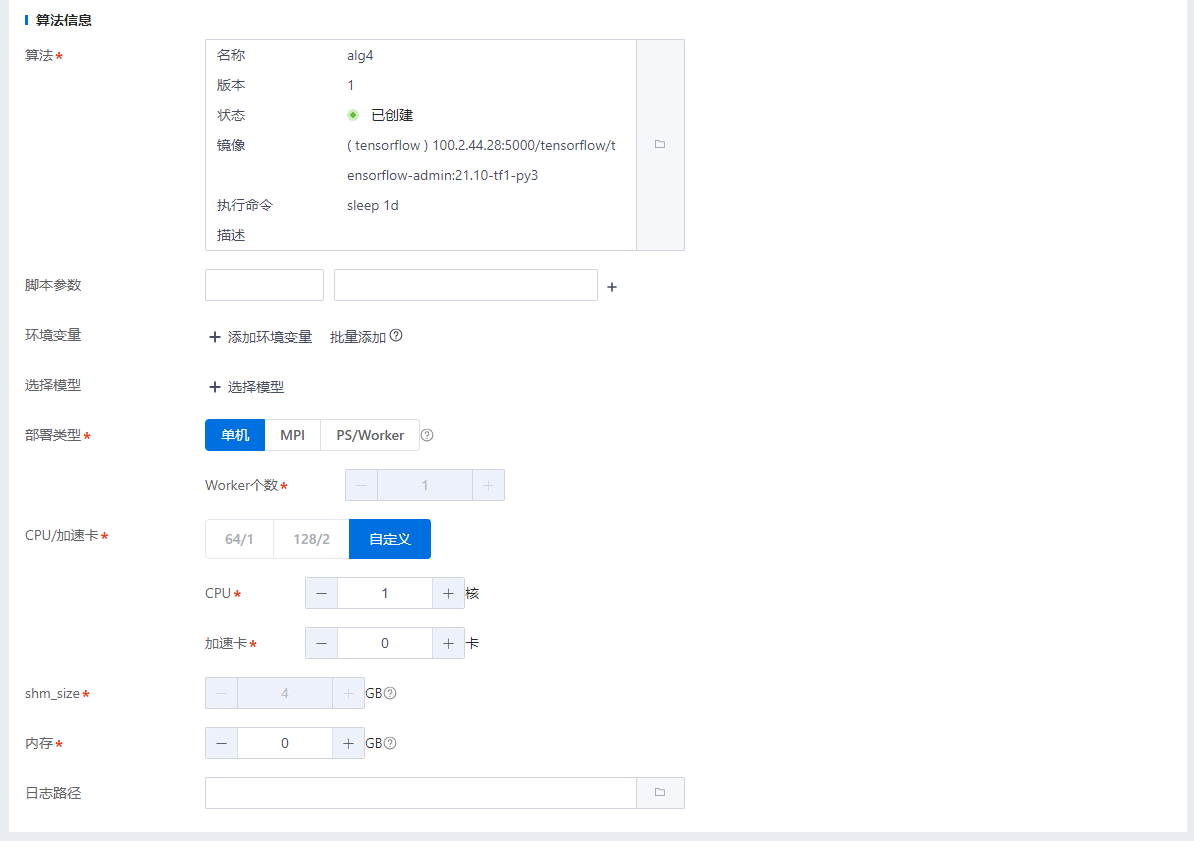 算法信息
算法*
名称 alg4
版本 1
状态 已创建
镜像 ( tensorflow ) 100.2.44.28:5000/tensorflow/t
ensorflow-admin:21.10-tf1-py3
执行命令 sleep 1d
描述
脚本参数 +
环境变量 + 添加环境变量 批量添加 ?
选择模型 + 选择模型
部署类型* 单机 MPI PS/Worker ?
Worker个数* − 1 +
CPU/加速卡* 64/1 128/2 自定义
CPU* − 1 + 核
加速卡* − 0 + 卡
shm_size* − 4 + GB ?
内存* − 0 + GB ?
日志路径